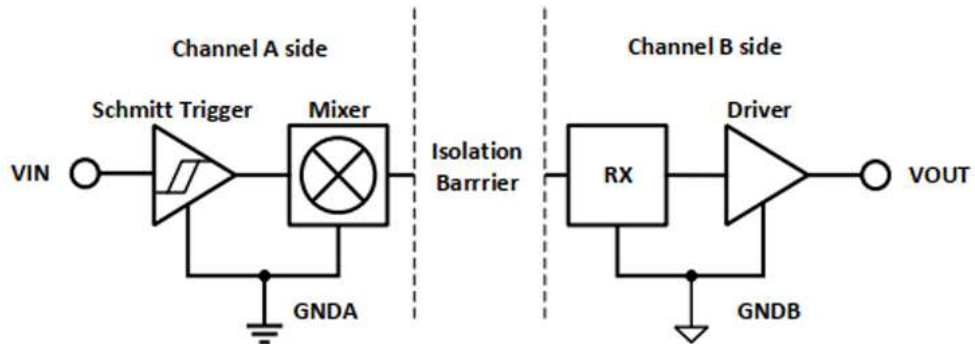 Channel A side
Channel B side
Schmitt Trigger
Mixer
Driver
VIN
Isolation
Barrrier
RX
VOUT
GNDA
GNDB